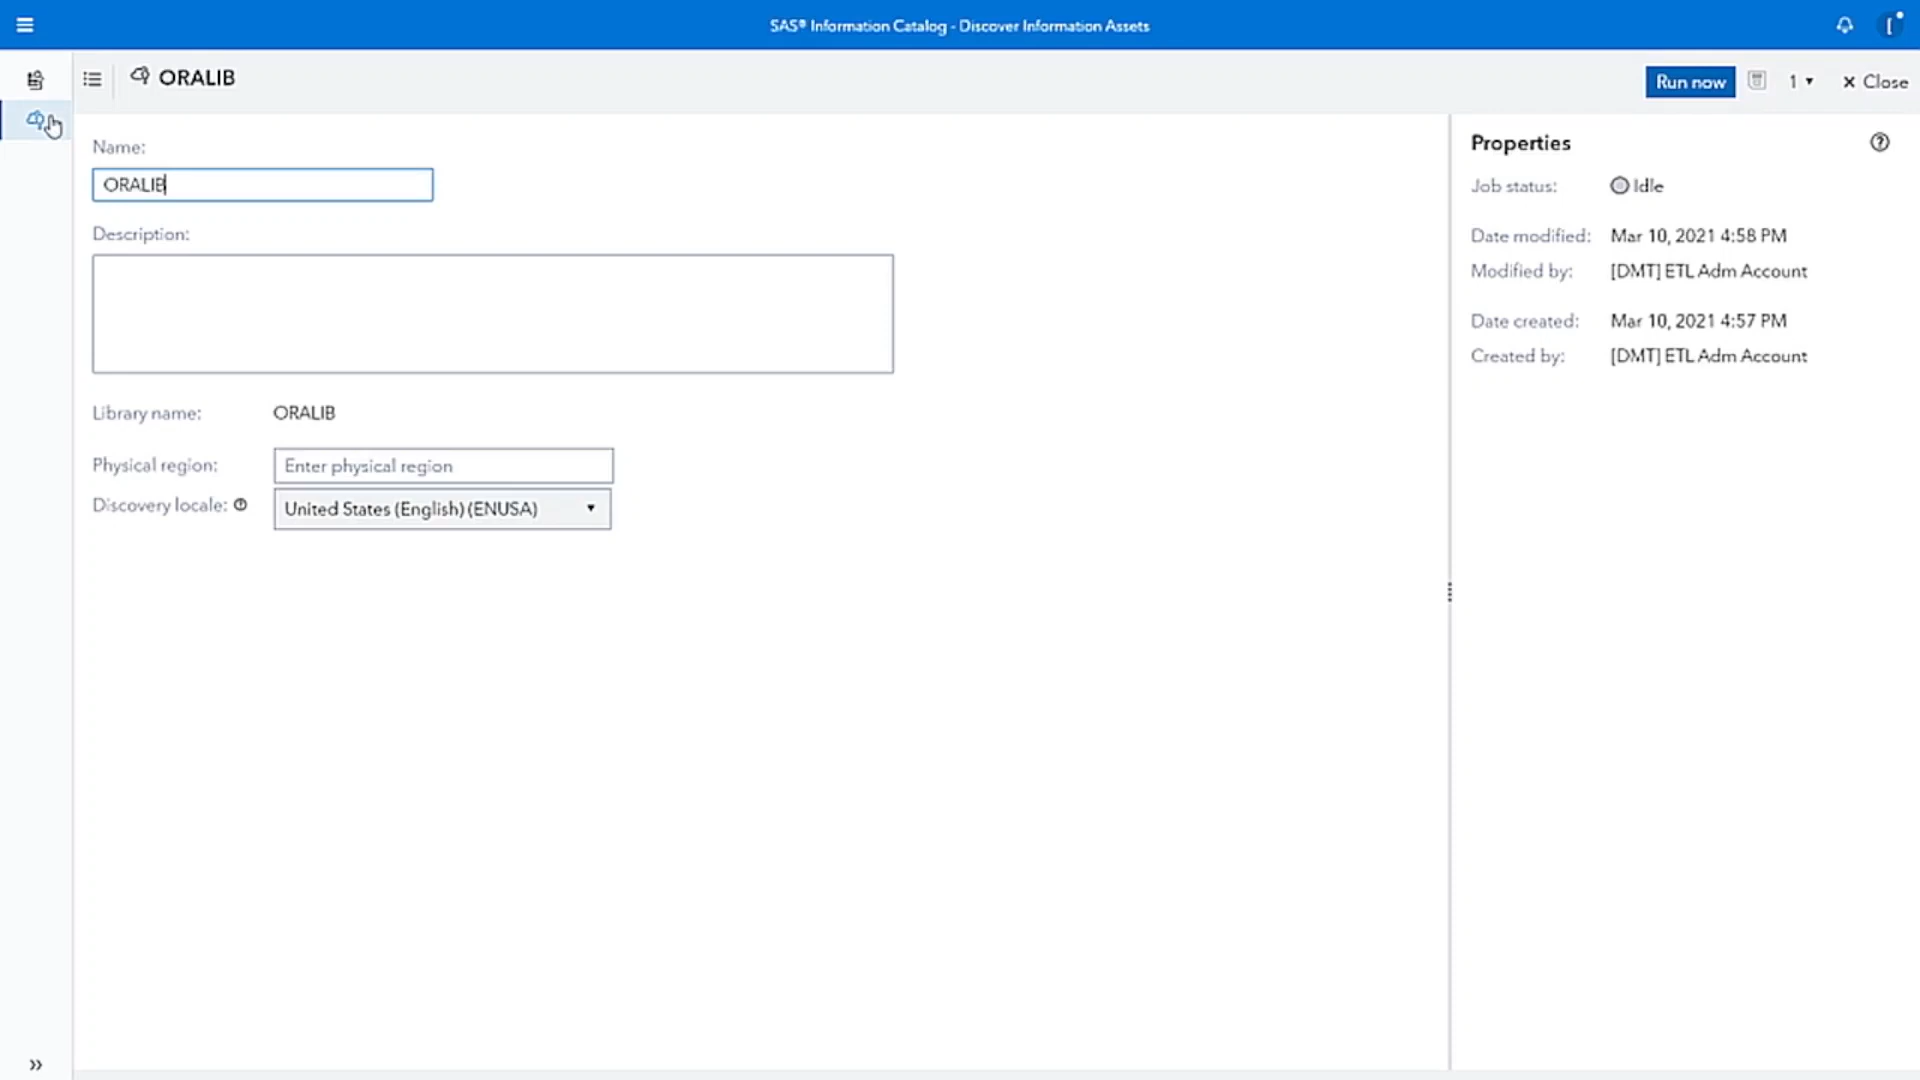 SAS® Information Catalog - Discover Information Assets
[
ORALIB
Run now
1
× Close
Name:
ORALIB
Description:
Library name: ORALIB
Physical region: Enter physical region
Discovery locale: United States (English) (ENUSA)
Properties
Job status: Idle
Date modified: Mar 10, 2021 4:58 PM
Modified by: [DMT] ETL Adm Account
Date created: Mar 10, 2021 4:57 PM
Created by: [DMT] ETL Adm Account